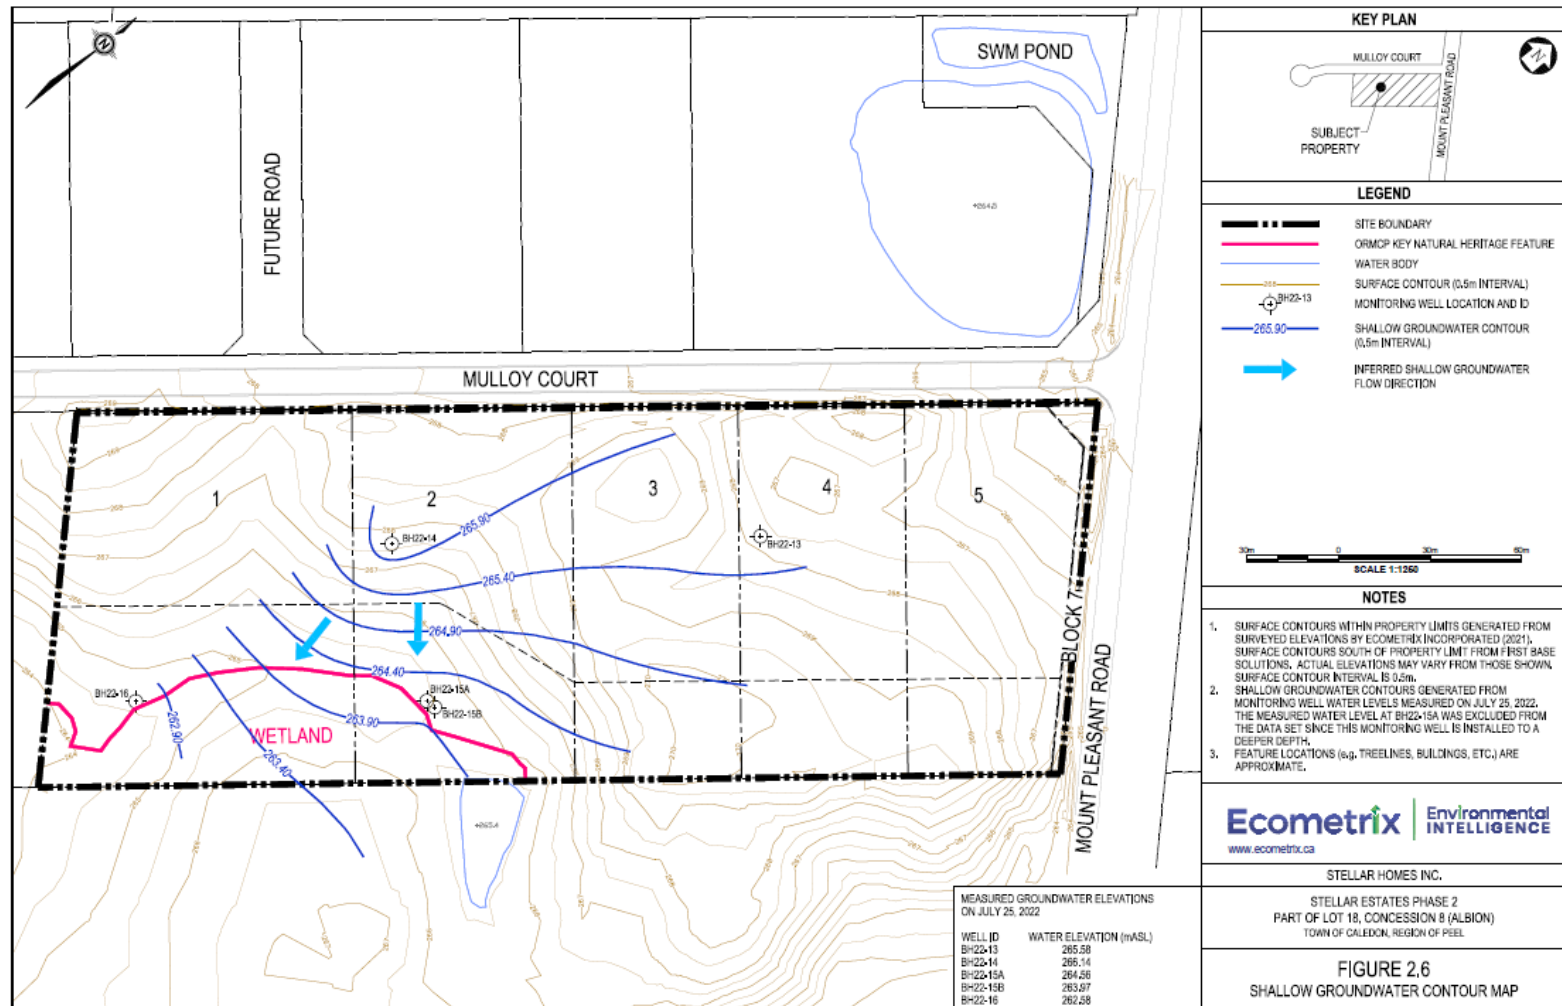 KEY PLAN
MULLOY COURT
MOUNT PLEASANT ROAD
SUBJECT
PROPERTY
N
LEGEND
SITE BOUNDARY
ORMCP KEY NATURAL HERITAGE FEATURE
WATER BODY
SURFACE CONTOUR (0.5m INTERVAL)
BH22-13
MONITORING WELL LOCATION AND ID
265.90
SHALLOW GROUNDWATER CONTOUR
(0.5m INTERVAL)
INFERRED SHALLOW GROUNDWATER
FLOW DIRECTION
30m 0 30m 60m
SCALE 1:1250
NOTES
1. SURFACE CONTOURS WITHIN PROPERTY LIMITS GENERATED FROM
SURVEYED ELEVATIONS BY ECOMETRIX INCORPORATED (2021).
SURFACE CONTOURS SOUTH OF PROPERTY LIMIT FROM FIRST BASE
SOLUTIONS. ACTUAL ELEVATIONS MAY VARY FROM THOSE SHOWN.
SURFACE CONTOUR INTERVAL IS 0.5m.
2. SHALLOW GROUNDWATER CONTOURS GENERATED FROM
MONITORING WELL WATER LEVELS MEASURED ON JULY 25, 2022.
THE MEASURED WATER LEVEL AT BH22-15A WAS EXCLUDED FROM
THE DATA SET SINCE THIS MONITORING WELL IS INSTALLED TO A
DEEPER DEPTH.
3. FEATURE LOCATIONS (e.g. TREELINES, BUILDINGS, ETC.) ARE
APPROXIMATE.
Ecometrix
Environmental
INTELLIGENCE
www.ecometrix.ca
STELLAR HOMES INC.
STELLAR ESTATES PHASE 2
PART OF LOT 18, CONCESSION 8 (ALBION)
TOWN OF CALEDON, REGION OF PEEL
FIGURE 2.6
SHALLOW GROUNDWATER CONTOUR MAP
N
SWM POND
FUTURE ROAD
MULLOY COURT
1
2
3
4
5
BH22-14
265.90
BH22-13
265.40
264.90
264.40
BH22-16
BH22-15A
BH22-15B
262.90
263.90
WETLAND
263.40
BLOCK 7
MOUNT PLEASANT ROAD
MEASURED GROUNDWATER ELEVATIONS
ON JULY 25, 2022
WELL ID WATER ELEVATION (mASL)
BH22-13 265.58
BH22-14 266.14
BH22-15A 264.56
BH22-15B 263.97
BH22-16 262.58